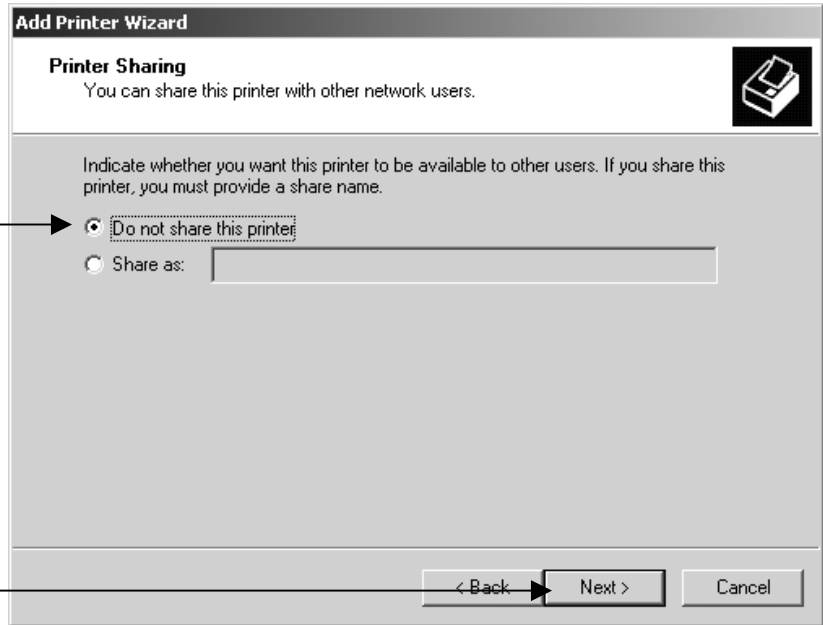 Add Printer Wizard
Printer Sharing
You can share this printer with other network users.
Indicate whether you want this printer to be available to other users. If you share this
printer, you must provide a share name.
Do not share this printer
Share as:
< Back Next > Cancel